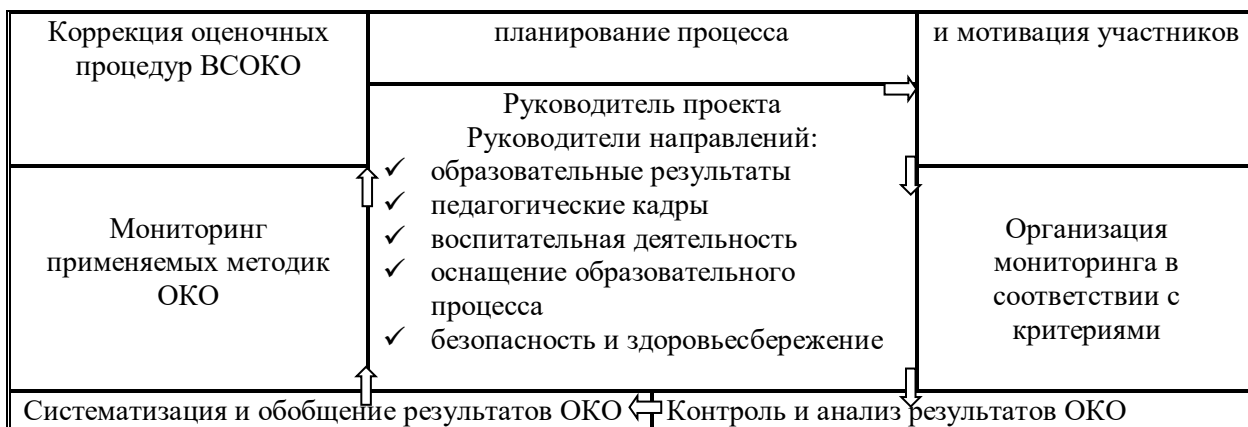 Коррекция оценочных
процедур ВСОКО
планирование процесса
и мотивация участников
Руководитель проекта
Руководители направлений:
✓ образовательные результаты
✓ педагогические кадры
✓ воспитательная деятельность
✓ оснащение образовательного
процесса
✓ безопасность и здоровьесбережение
Мониторинг
применяемых методик
ОКО
Организация
мониторинга в
соответствии с
критериями
Систематизация и обобщение результатов ОКО
Контроль и анализ результатов ОКО